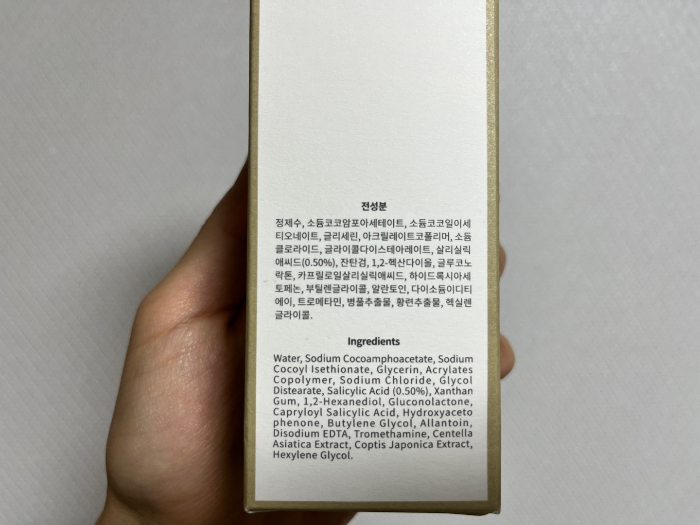 전성분
정제수, 소듐코코암포아세테이트, 소듐코코일이세
티오네이트, 글리세린, 아크릴레이트코폴리머, 소듐
클로라이드, 글라이콜다이스테아레이트, 살리실릭
애씨드(0.50%), 잔탄검, 1,2-헥산다이올, 글루코노
락톤, 카프릴로일살리실릭애씨드, 하이드록시아세
토페논, 부틸렌글라이콜, 알란토인, 다이소듐이디티
에이, 트로메타민, 병풀추출물, 황련추출물, 헥실렌
글라이콜.
Ingredients
Water, Sodium Cocoamphoacetate, Sodium
Cocoyl Isethionate, Glycerin, Acrylates
Copolymer, Sodium Chloride, Glycol
Distearate, Salicylic Acid (0.50%), Xanthan
Gum, 1,2-Hexanediol, Gluconolactone,
Capryloyl Salicylic Acid, Hydroxyaceto
phenone, Butylene Glycol, Allantoin,
Disodium EDTA, Tromethamine, Centella
Asiatica Extract, Coptis Japonica Extract,
Hexylene Glycol.